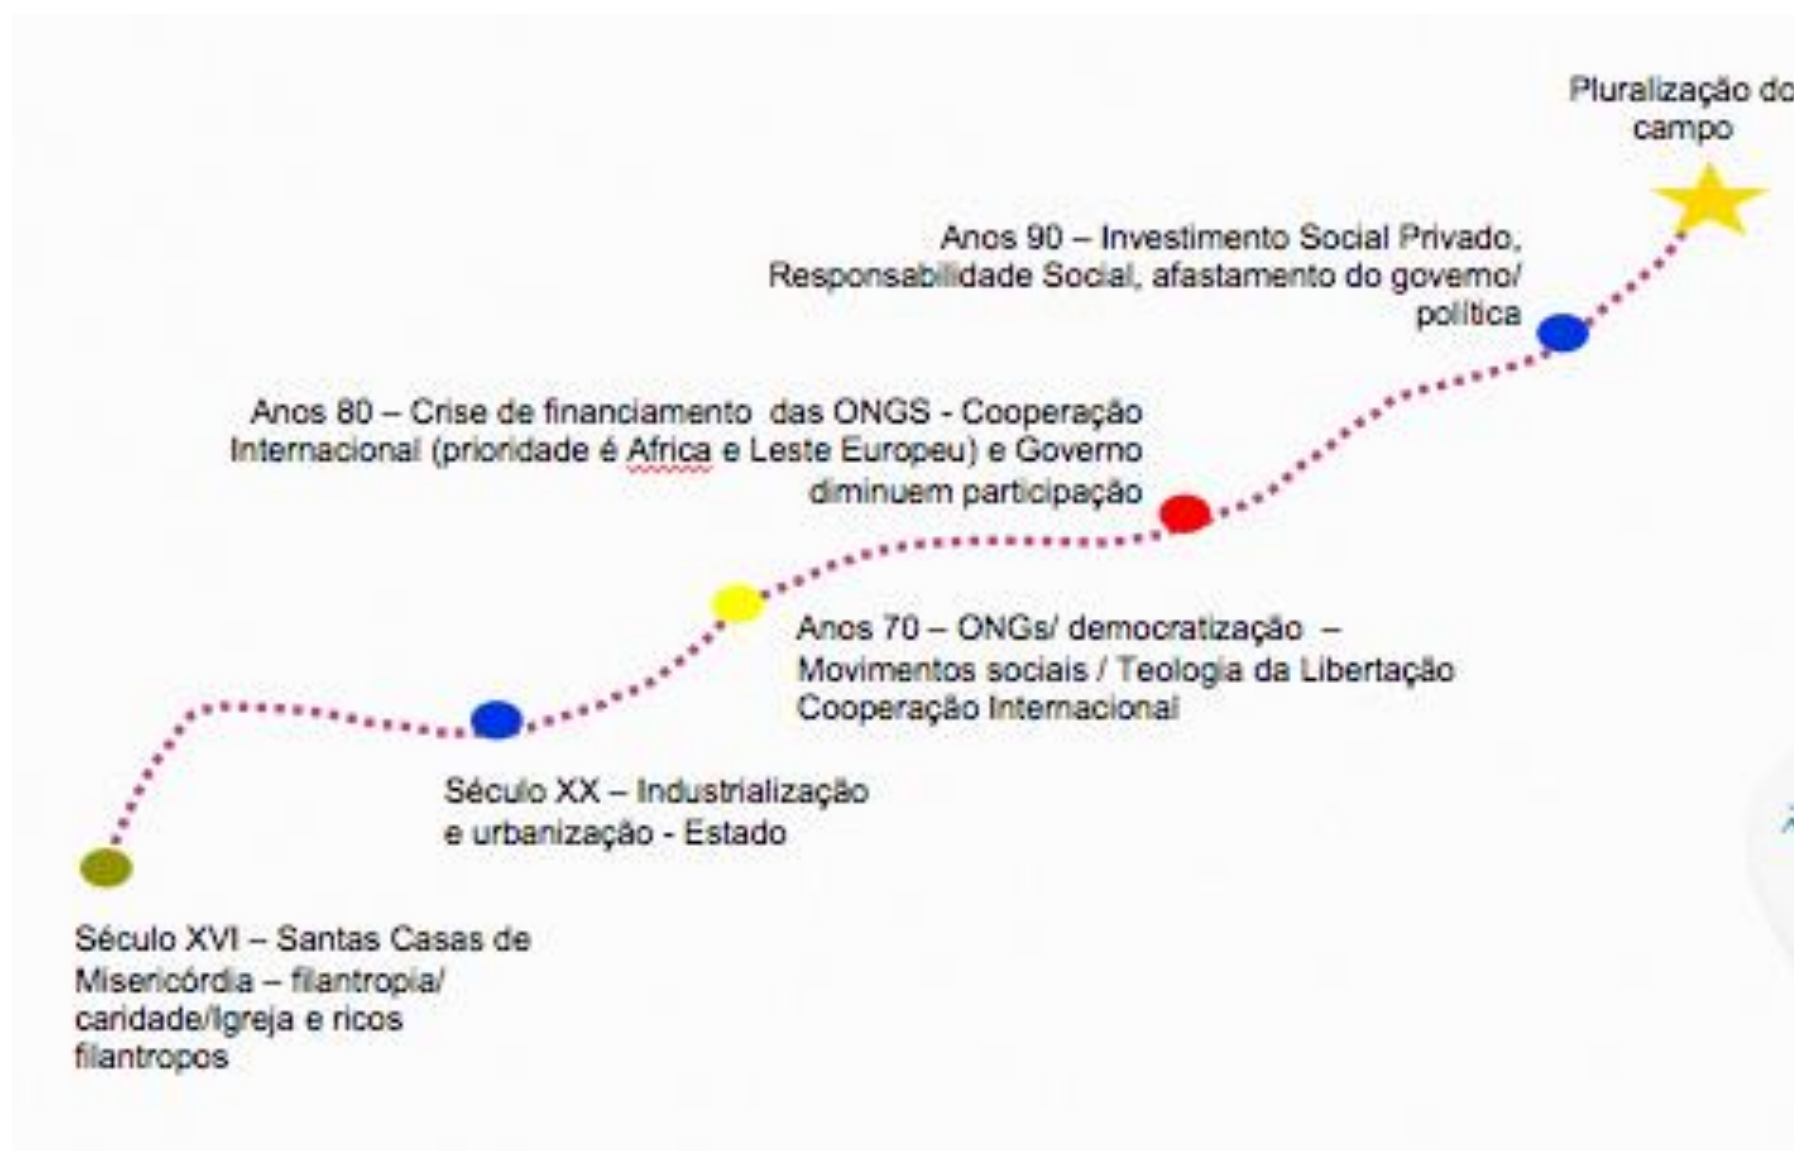 Pluralização do
campo
Anos 90 – Investimento Social Privado,
Responsabilidade Social, afastamento do governo/
política
Anos 80 – Crise de financiamento das ONGS - Cooperação
Internacional (prioridade é Africa e Leste Europeu) e Governo
diminuem participação
Anos 70 – ONGs/ democratização –
Movimentos sociais / Teologia da Libertação
Cooperação Internacional
Século XX – Industrialização
e urbanização - Estado
Século XVI – Santas Casas de
Misericórdia – filantropia/
caridade/Igreja e ricos
filantropos